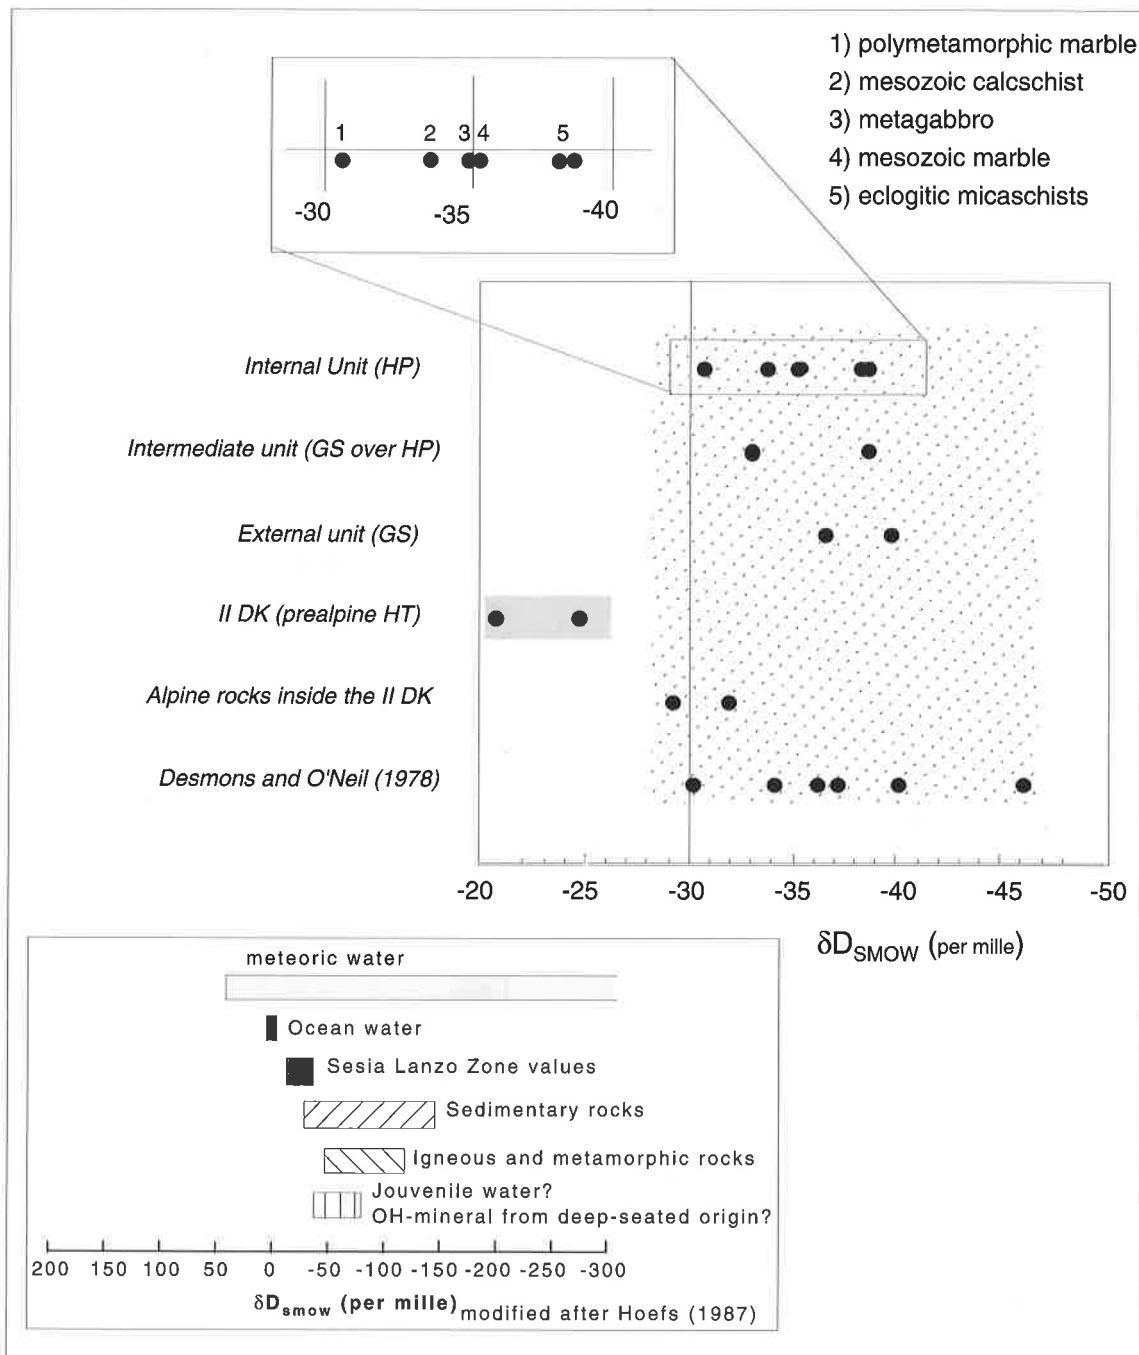 1) polymetamorphic marble
2) mesozoic calcschist
3) metagabbro
4) mesozoic marble
5) eclogitic micaschists
1 2 3 4 5
-30 -35 -40
Internal Unit (HP)
Intermediate unit (GS over HP)
External unit (GS)
II DK (prealpine HT)
Alpine rocks inside the II DK
Desmons and O'Neil (1978)
-20 -25 -30 -35 -40 -45 -50
δD_SMOW (per mille)
meteoric water
Ocean water
Sesia Lanzo Zone values
Sedimentary rocks
Igneous and metamorphic rocks
Jouvenile water?
OH-mineral from deep-seated origin?
200 150 100 50 0 -50 -100 -150 -200 -250 -300
δD_smow (per mille) modified after Hoefs (1987)